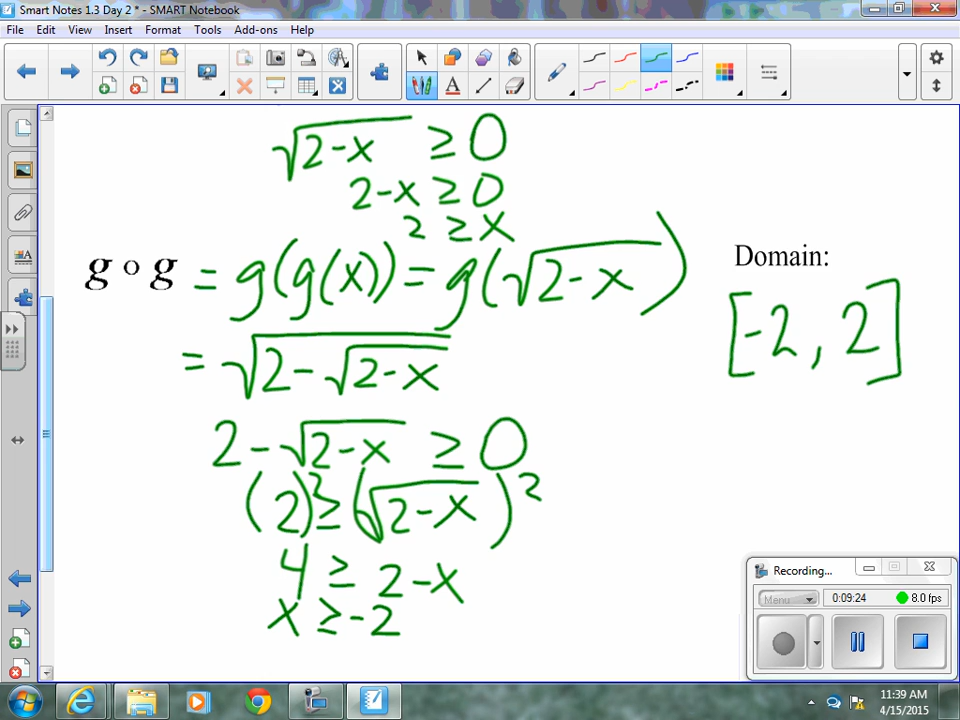 Smart Notes 1.3 Day 2 * - SMART Notebook
File Edit View Insert Format Tools Add-ons Help
√(2-x) ≥ 0
2-x ≥ 0
2 ≥ x
g ∘ g = g(g(x)) = g(√(2-x))
Domain:
[-2, 2]
= √(2-√(2-x))
2-√(2-x) ≥ 0
(2)² ≥ (√(2-x))²
4 ≥ 2-x
x ≥ -2
Recording...
Menu 0:09:24 8.0 fps
11:39 AM
4/15/2015